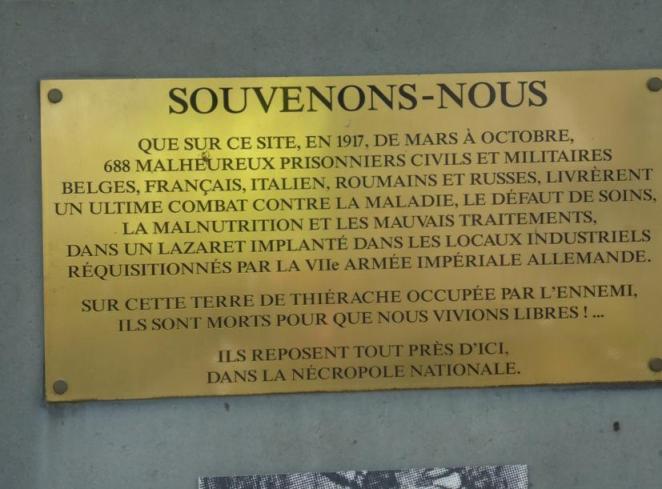 SOUVENONS-NOUS
QUE SUR CE SITE, EN 1917, DE MARS À OCTOBRE,
688 MALHEUREUX PRISONNIERS CIVILS ET MILITAIRES
BELGES, FRANÇAIS, ITALIEN, ROUMAINS ET RUSSES, LIVRÈRENT
UN ULTIME COMBAT CONTRE LA MALADIE, LE DÉFAUT DE SOINS,
LA MALNUTRITION ET LES MAUVAIS TRAITEMENTS,
DANS UN LAZARET IMPLANTÉ DANS LES LOCAUX INDUSTRIELS
RÉQUISITIONNÉS PAR LA VIIe ARMÉE IMPÉRIALE ALLEMANDE.
SUR CETTE TERRE DE THIÉRACHE OCCUPÉE PAR L'ENNEMI,
ILS SONT MORTS POUR QUE NOUS VIVIONS LIBRES ! ...
ILS REPOSENT TOUT PRÈS D'ICI,
DANS LA NÉCROPOLE NATIONALE.